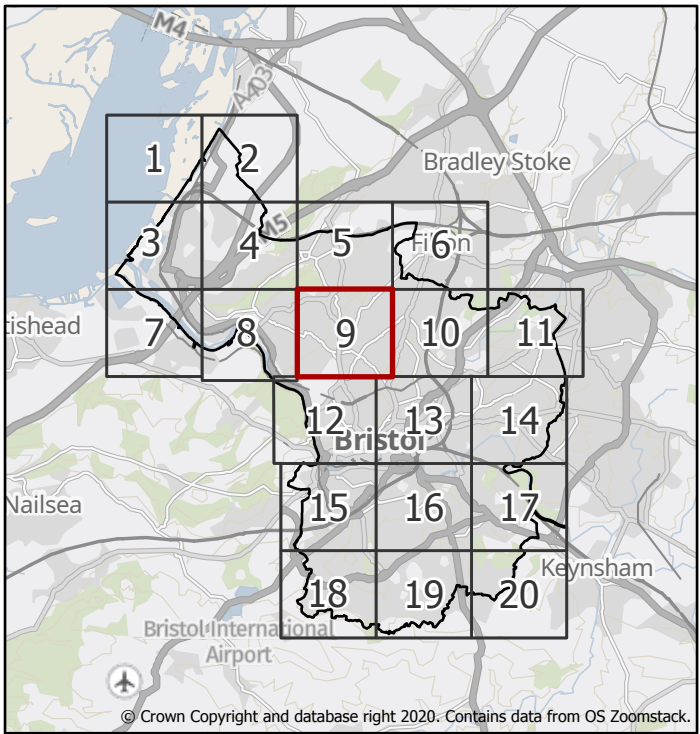 M4
A403
1
2
Bradley Stoke
3
4
M5
5
Filton
6
tishead
7
8
9
10
11
12
13
14
Bristol
Nailsea
15
16
17
Keynsham
18
19
20
Bristol International
Airport
© Crown Copyright and database right 2020. Contains data from OS Zoomstack.